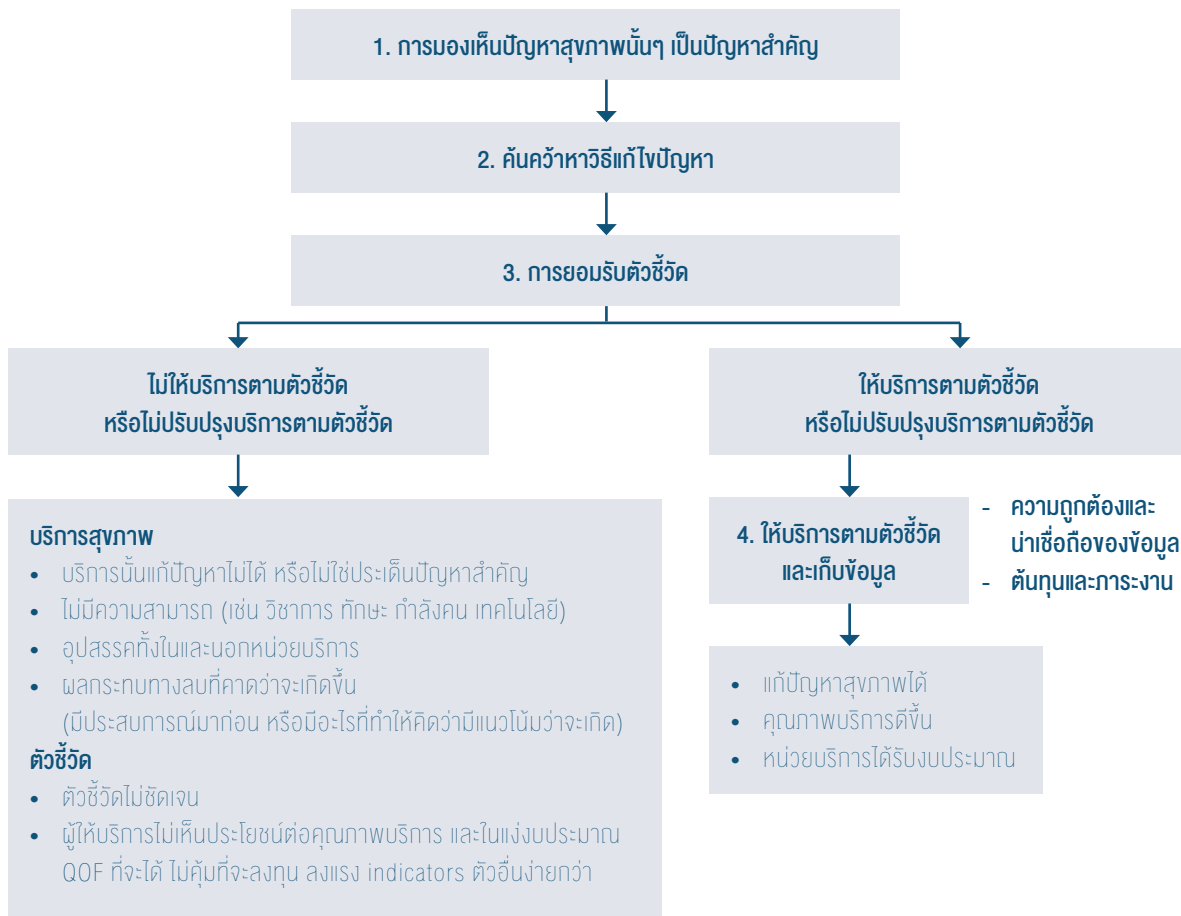 1. การมองเห็นปัญหาสุขภาพนั้นๆ เป็นปัญหาสำคัญ
2. ค้นคว้าหาวิธีแก้ไขปัญหา
3. การยอมรับตัวชี้วัด
ไม่ให้บริการตามตัวชี้วัด
หรือไม่ปรับปรุงบริการตามตัวชี้วัด
บริการสุขภาพ
• บริการนั้นแก้ปัญหาไม่ได้ หรือไม่ใช่ประเด็นปัญหาสำคัญ
• ไม่มีความสามารถ (เช่น วิชาการ ทักษะ กำลังคน เทคโนโลยี)
• อุปสรรคทั้งในและนอกหน่วยบริการ
• ผลกระทบทางลบที่คาดว่าจะเกิดขึ้น
(มีประสบการณ์มาก่อน หรือมีอะไรที่ทำให้คิดว่ามีแนวโน้มว่าจะเกิด)
ตัวชี้วัด
• ตัวชี้วัดไม่ชัดเจน
• ผู้ให้บริการไม่เห็นประโยชน์ต่อคุณภาพบริการ และในแง่งบประมาณ
QOF ที่จะได้ ไม่คุ้มที่จะลงทุน ลงแรง indicators ตัวอื่นง่ายกว่า
ให้บริการตามตัวชี้วัด
หรือไม่ปรับปรุงบริการตามตัวชี้วัด
4. ให้บริการตามตัวชี้วัด
และเก็บข้อมูล
- ความถูกต้องและ
น่าเชื่อถือของข้อมูล
- ต้นทุนและภาระงาน
• แก้ปัญหาสุขภาพได้
• คุณภาพบริการดีขึ้น
• หน่วยบริการได้รับงบประมาณ